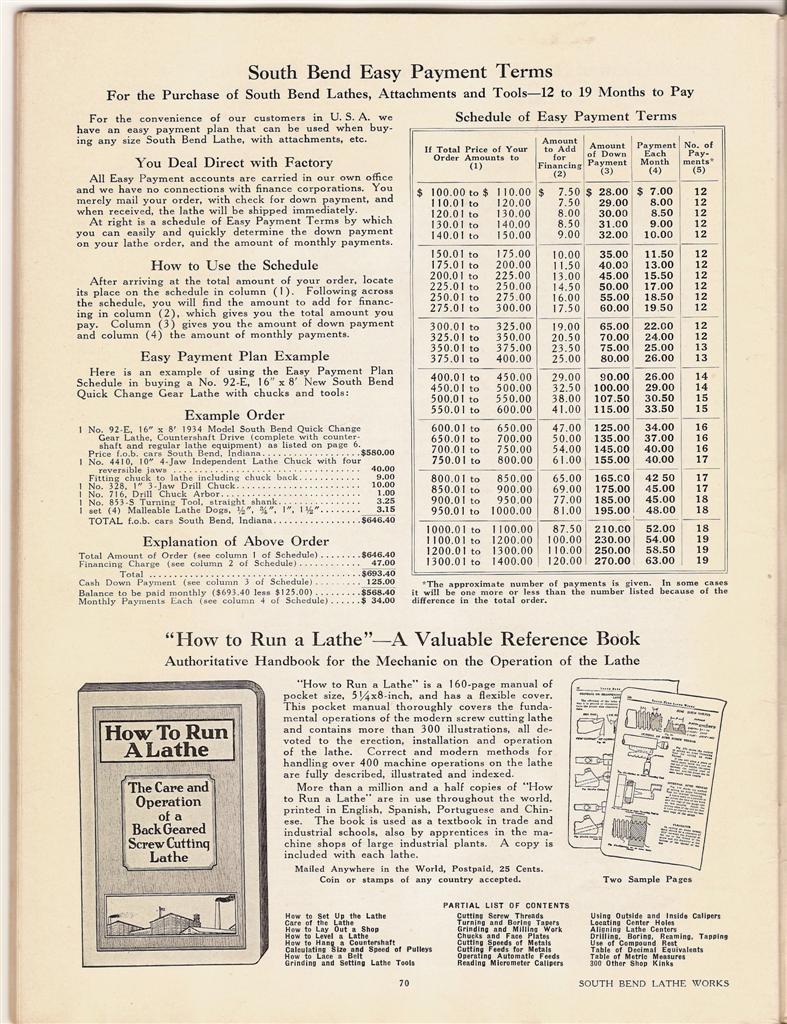 South Bend Easy Payment Terms
For the Purchase of South Bend Lathes, Attachments and Tools—12 to 19 Months to Pay
For the convenience of our customers in U. S. A. we
have an easy payment plan that can be used when buy-
ing any size South Bend Lathe, with attachments, etc.
You Deal Direct with Factory
All Easy Payment accounts are carried in our own office
and we have no connections with finance corporations. You
merely mail your order, with check for down payment, and
when received, the lathe will be shipped immediately.
At right is a schedule of Easy Payment Terms by which
you can easily and quickly determine the down payment
on your lathe order, and the amount of monthly payments.
How to Use the Schedule
After arriving at the total amount of your order, locate
its place on the schedule in column (1). Following across
the schedule, you will find the amount to add for financ-
ing in column (2), which gives you the total amount you
pay. Column (3) gives you the amount of down payment
and column (4) the amount of monthly payments.
Easy Payment Plan Example
Here is an example of using the Easy Payment Plan
Schedule in buying a No. 92-E, 16" x 8' New South Bend
Quick Change Gear Lathe with chucks and tools:
Example Order
1 No. 92-E, 16" x 8' 1934 Model South Bend Quick Change
Gear Lathe, Countershaft Drive (complete with counter-
shaft and regular lathe equipment) as listed on page 6.
Price f.o.b. cars South Bend, Indiana..................$580.00
1 No. 4410, 10" 4-Jaw Independent Lathe Chuck with four
reversible jaws .................................. 40.00
Fitting chuck to lathe including chuck back........... 9.00
1 No. 328, 1" 3-Jaw Drill Chuck...................... 10.00
1 No. 716, Drill Chuck Arbor......................... 1.00
1 No. 853-S Turning Tool, straight shank.............. 3.25
1 set (4) Malleable Lathe Dogs, ½", ¾", 1", 1½"....... 3.15
TOTAL f.o.b. cars South Bend, Indiana................$646.40
Explanation of Above Order
Total Amount of Order (see column 1 of Schedule)........$646.40
Financing Charge (see column 2 of Schedule)........... 47.00
Total ......................................$693.40
Cash Down Payment (see column 3 of Schedule)........ 125.00
Balance to be paid monthly ($693.40 less $125.00).........$568.40
Monthly Payments Each (see column 4 of Schedule)......$ 34.00
Schedule of Easy Payment Terms
If Total Price of Your Order Amounts to (1) Amount to Add for Financing (2) Amount of Down Payment (3) Payment Each Month (4) No. of Pay-ments* (5)
$ 100.00 to $ 110.00 $ 7.50 $ 28.00 $ 7.00 12
110.01 to 120.00 7.50 29.00 8.00 12
120.01 to 130.00 8.00 30.00 8.50 12
130.01 to 140.00 8.50 31.00 9.00 12
140.01 to 150.00 9.00 32.00 10.00 12
150.01 to 175.00 10.00 35.00 11.50 12
175.01 to 200.00 11.50 40.00 13.00 12
200.01 to 225.00 13.00 45.00 15.50 12
225.01 to 250.00 14.50 50.00 17.00 12
250.01 to 275.00 16.00 55.00 18.50 12
275.01 to 300.00 17.50 60.00 19.50 12
300.01 to 325.00 19.00 65.00 22.00 12
325.01 to 350.00 20.50 70.00 24.00 12
350.01 to 375.00 23.50 75.00 25.00 13
375.01 to 400.00 25.00 80.00 26.00 13
400.01 to 450.00 29.00 90.00 26.00 14
450.01 to 500.00 32.50 100.00 29.00 14
500.01 to 550.00 38.00 107.50 30.50 15
550.01 to 600.00 41.00 115.00 33.50 15
600.01 to 650.00 47.00 125.00 34.00 16
650.01 to 700.00 50.00 135.00 37.00 16
700.01 to 750.00 54.00 145.00 40.00 16
750.01 to 800.00 61.00 155.00 40.00 17
800.01 to 850.00 65.00 165.00 42 50 17
850.01 to 900.00 69.00 175.00 45.00 17
900.01 to 950.00 77.00 185.00 45.00 18
950.01 to 1000.00 81.00 195.00 48.00 18
1000.01 to 1100.00 87.50 210.00 52.00 18
1100.01 to 1200.00 100.00 230.00 54.00 19
1200.01 to 1300.00 110.00 250.00 58.50 19
1300.01 to 1400.00 120.00 270.00 63.00 19
*The approximate number of payments is given. In some cases
it will be one more or less than the number listed because of the
difference in the total order.
"How to Run a Lathe"—A Valuable Reference Book
Authoritative Handbook for the Mechanic on the Operation of the Lathe
How To Run
A Lathe
The Care and
Operation
of a
Back Geared
Screw Cutting
Lathe
"How to Run a Lathe" is a 160-page manual of
pocket size, 5¼x8-inch, and has a flexible cover.
This pocket manual thoroughly covers the funda-
mental operations of the modern screw cutting lathe
and contains more than 300 illustrations, all de-
voted to the erection, installation and operation
of the lathe. Correct and modern methods for
handling over 400 machine operations on the lathe
are fully described, illustrated and indexed.
More than a million and a half copies of "How
to Run a Lathe" are in use throughout the world,
printed in English, Spanish, Portuguese and Chin-
ese. The book is used as a textbook in trade and
industrial schools, also by apprentices in the ma-
chine shops of large industrial plants. A copy is
included with each lathe.
Mailed Anywhere in the World, Postpaid, 25 Cents.
Coin or stamps of any country accepted.
Two Sample Pages
PARTIAL LIST OF CONTENTS
How to Set Up the Lathe
Care of the Lathe
How to Lay Out a Shop
How to Level a Lathe
How to Hang a Countershaft
Calculating Size and Speed of Pulleys
How to Lace a Belt
Grinding and Setting Lathe Tools
Cutting Screw Threads
Turning and Boring Tapers
Grinding and Milling Work
Chucks and Face Plates
Cutting Speeds of Metals
Cutting Feeds for Metals
Operating Automatic Feeds
Reading Micrometer Calipers
Using Outside and Inside Calipers
Locating Center Holes
Aligning Lathe Centers
Drilling, Boring, Reaming, Tapping
Use of Compound Rest
Table of Decimal Equivalents
Table of Metric Measures
300 Other Shop Kinks
70
SOUTH BEND LATHE WORKS